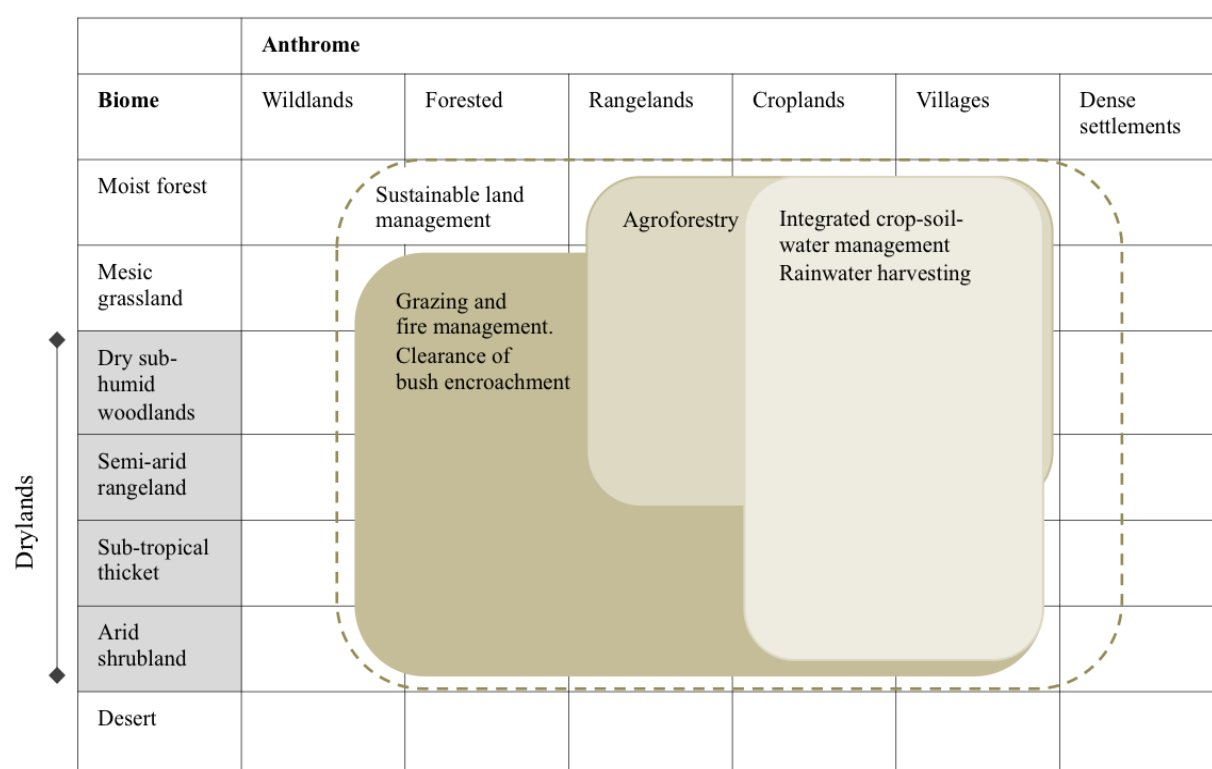 Anthrome
Biome
Wildlands
Forested
Rangelands
Croplands
Villages
Dense
settlements
Moist forest
Sustainable land
management
Agroforestry
Integrated crop-soil-
water management
Rainwater harvesting
Mesic
grassland
Grazing and
fire management.
Clearance of
bush encroachment
Drylands
Dry sub-
humid
woodlands
Semi-arid
rangeland
Sub-tropical
thicket
Arid
shrubland
Desert